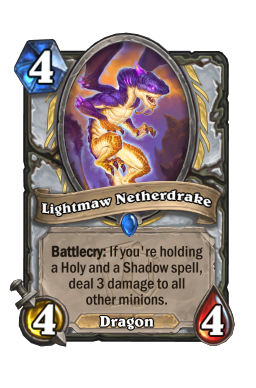 4
Lightmaw Netherdrake
Battlecry: If you're holding
a Holy and a Shadow spell,
deal 3 damage to all
other minions.
4
Dragon
4